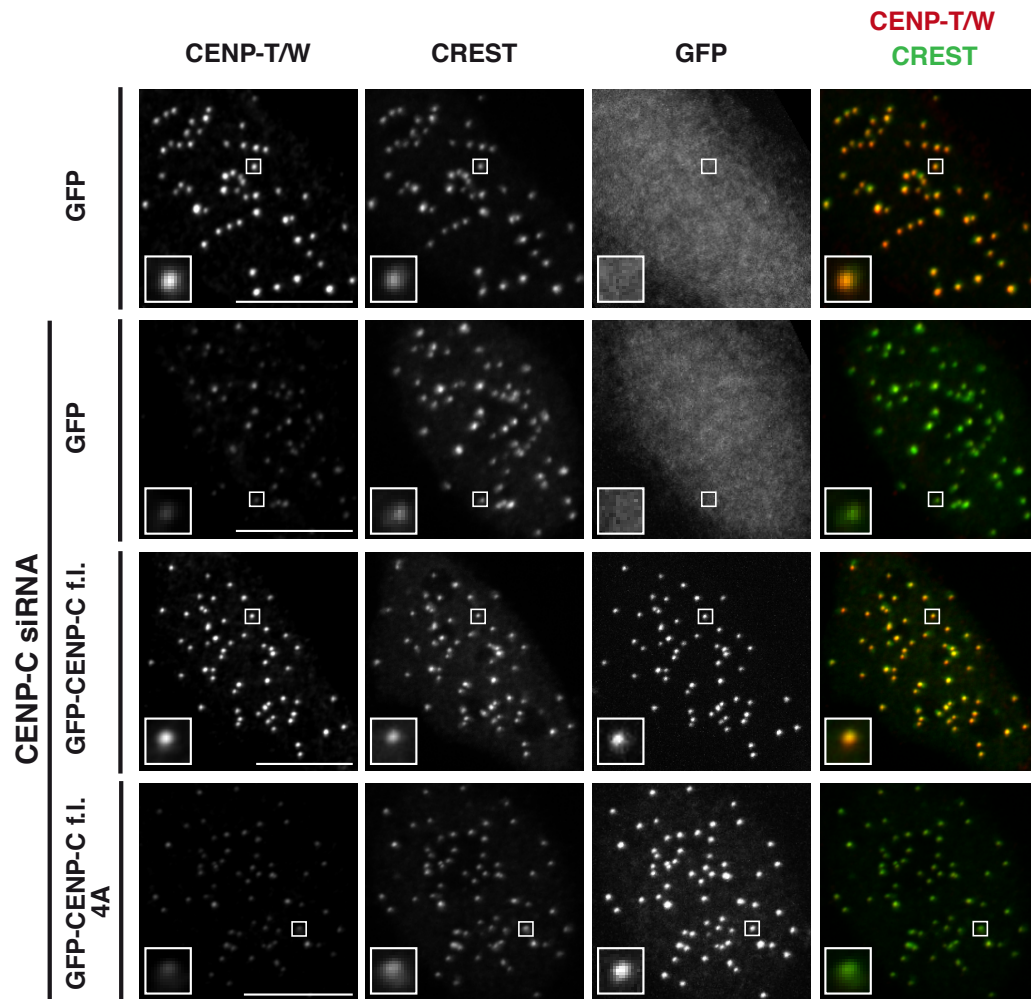 CENP-T/W
CREST
GFP
CENP-T/W
CREST
GFP
CENP-C siRNA
GFP
GFP-CENP-C f.l.
GFP-CENP-C f.l.
4A